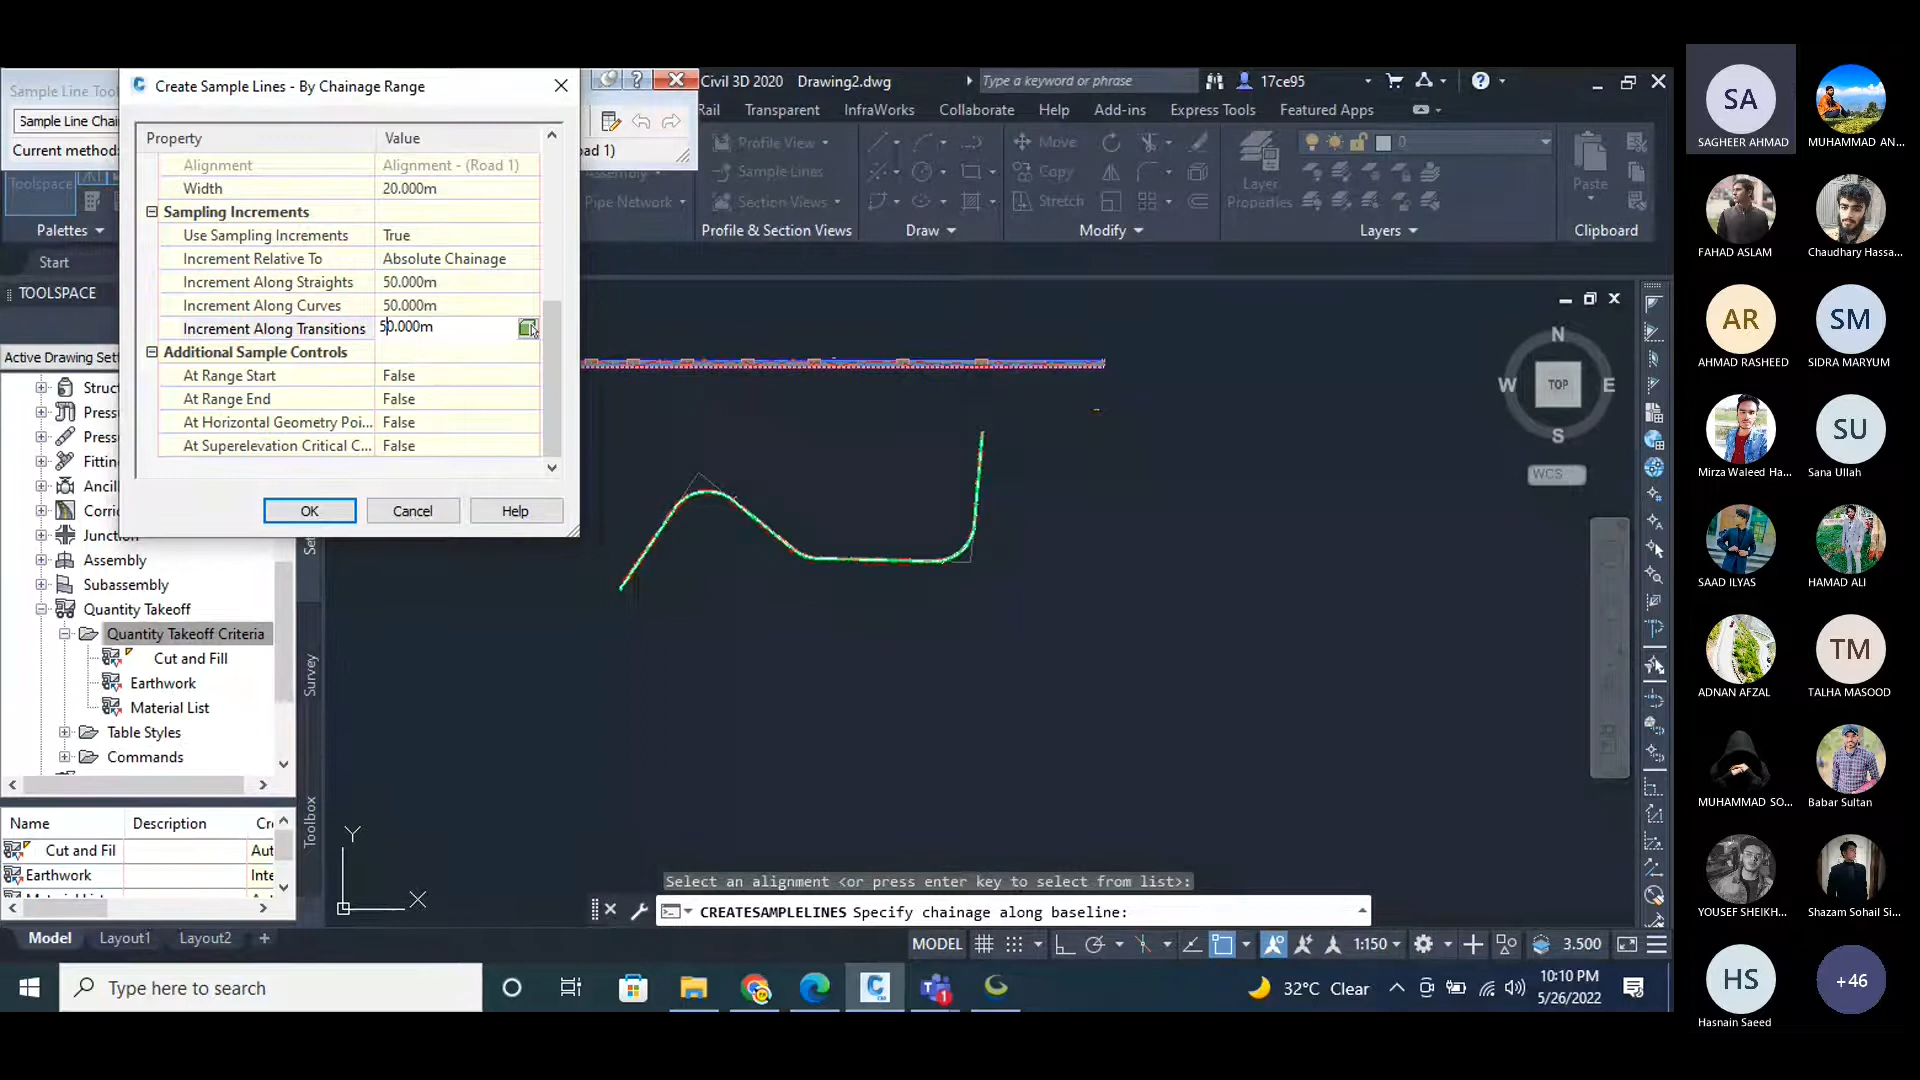 Create Sample Lines - By Chainage Range
Sample Line Tool
Sample Line Chai
Current method:
Property
Value
Alignment
Alignment - (Road 1)
Width
20.000m
Sampling Increments
Use Sampling Increments
True
Increment Relative To
Absolute Chainage
Increment Along Straights
50.000m
Increment Along Curves
50.000m
Increment Along Transitions
50.000m
Additional Sample Controls
At Range Start
False
At Range End
False
At Horizontal Geometry Poi...
False
At Superelevation Critical C...
False
OK
Cancel
Help
oad 1)
Civil 3D 2020 Drawing2.dwg
Type a keyword or phrase
17ce95
Rail
Transparent
InfraWorks
Collaborate
Help
Add-ins
Express Tools
Featured Apps
Profile View
Sample Lines
Section Views
Assembly
Pipe Network
Profile & Section Views
Draw
Move
Copy
Stretch
Modify
Layer
Properties
0
Layers
Paste
Clipboard
Toolspace
Palettes
Start
TOOLSPACE
Active Drawing Sett
Struc
Press
Press
Fittin
Ancil
Corri
Junction
Assembly
Subassembly
Quantity Takeoff
Quantity Takeoff Criteria
Cut and Fill
Earthwork
Material List
Table Styles
Commands
Survey
Toolbox
Name
Description
Cre
Cut and Fil
Aut
Earthwork
Inte
N
W
TOP
E
S
WCS
Y
X
Select an alignment <or press enter key to select from list>:
CREATESAMPLELINES Specify chainage along baseline:
Model
Layout1
Layout2
+
MODEL
1:150
3.500
Type here to search
1
32°C Clear
10:10 PM
5/26/2022
SA
SAGHEER AHMAD
MUHAMMAD AN...
FAHAD ASLAM
Chaudhary Hassa...
AR
AHMAD RASHEED
SM
SIDRA MARYUM
Mirza Waleed Ha...
SU
Sana Ullah
SAAD ILYAS
HAMAD ALI
ADNAN AFZAL
TM
TALHA MASOOD
MUHAMMAD SO...
Babar Sultan
YOUSEF SHEIKH...
Shazam Sohail Si...
HS
Hasnain Saeed
+46